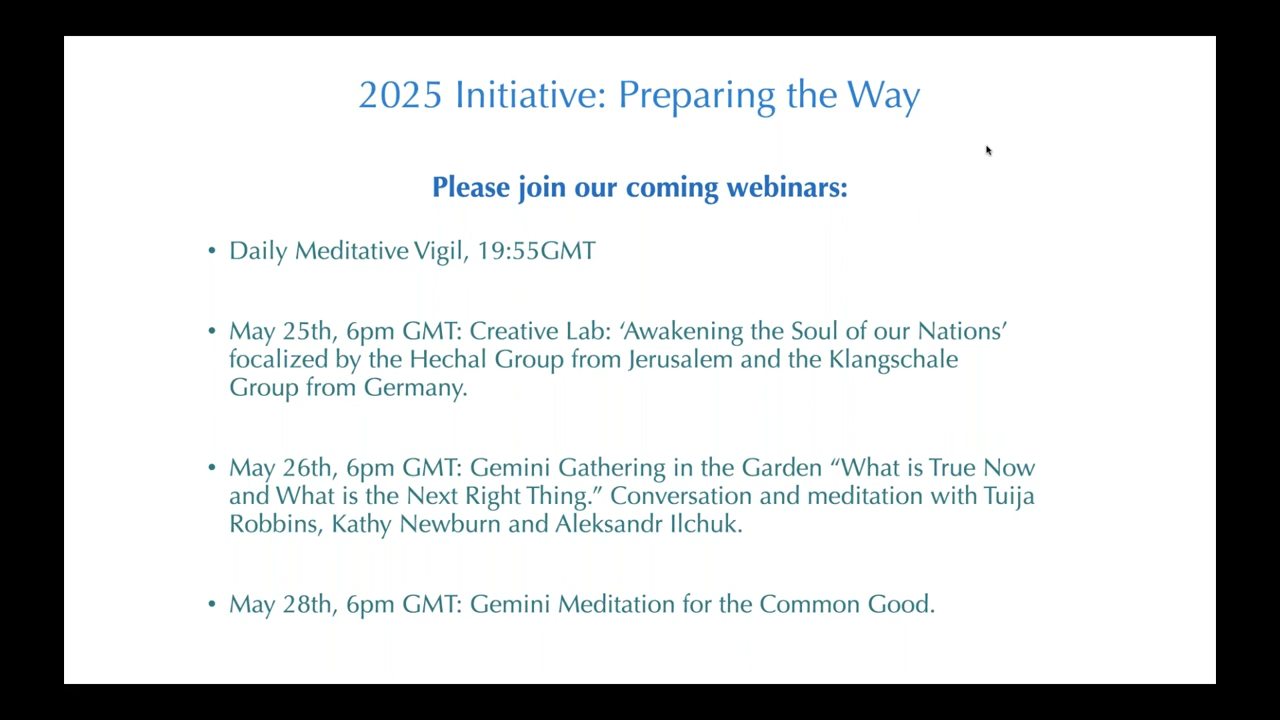 2025 Initiative: Preparing the Way
Please join our coming webinars:
• Daily Meditative Vigil, 19:55GMT
• May 25th, 6pm GMT: Creative Lab: ‘Awakening the Soul of our Nations’
focalized by the Hechal Group from Jerusalem and the Klangschale
Group from Germany.
• May 26th, 6pm GMT: Gemini Gathering in the Garden “What is True Now
and What is the Next Right Thing.” Conversation and meditation with Tuija
Robbins, Kathy Newburn and Aleksandr Ilchuk.
• May 28th, 6pm GMT: Gemini Meditation for the Common Good.